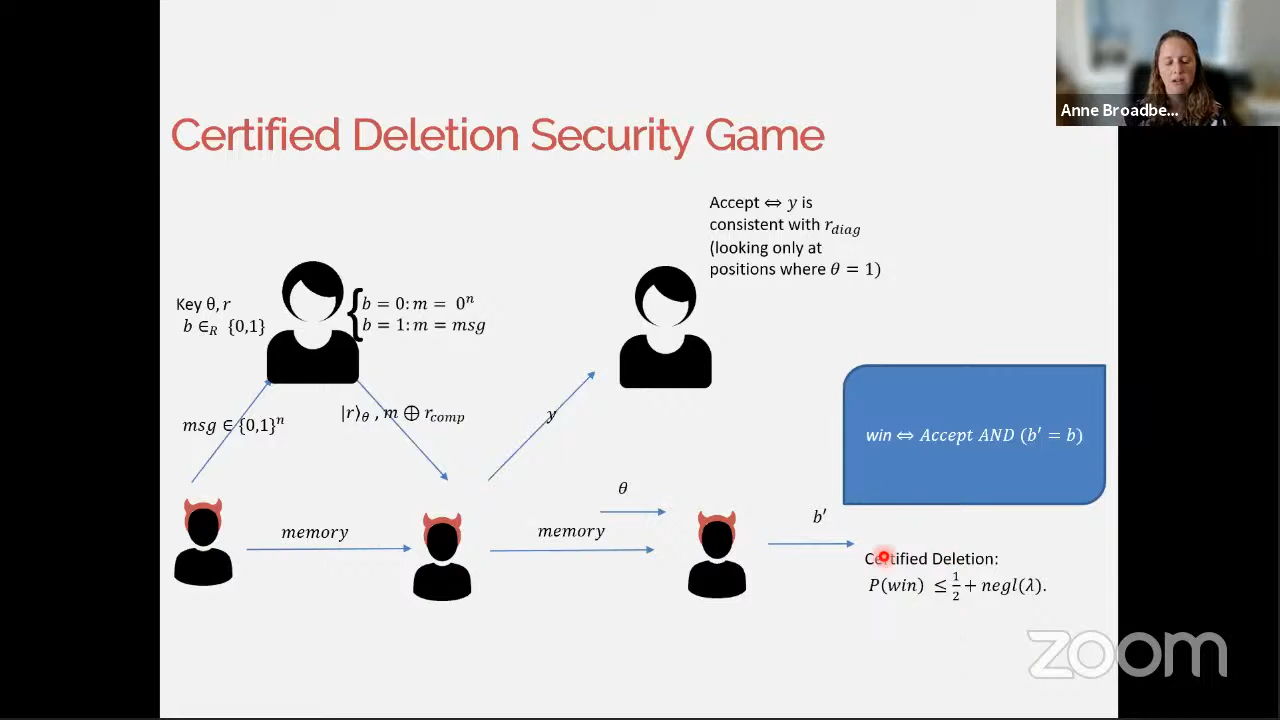 Anne Broadbe...
Certified Deletion Security Game
Accept ⇔ y is
consistent with r_diag
(looking only at
positions where θ = 1)
Key θ, r
b ∈_R {0,1}
b = 0: m = 0^n
b = 1: m = msg
msg ∈ {0,1}^n
|r⟩_θ , m ⊕ r_comp
y
win ⇔ Accept AND (b′ = b)
θ
memory
memory
b′
Certified Deletion:
P(win) ≤ 1/2 + negl(λ).
zoom